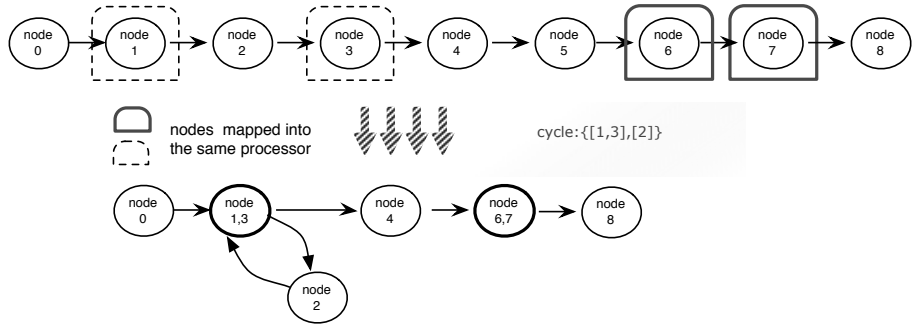 node
0
node
1
node
2
node
3
node
4
node
5
node
6
node
7
node
8
nodes mapped into
the same processor
cycle:{[1,3],[2]}
node
0
node
1,3
node
4
node
6,7
node
8
node
2